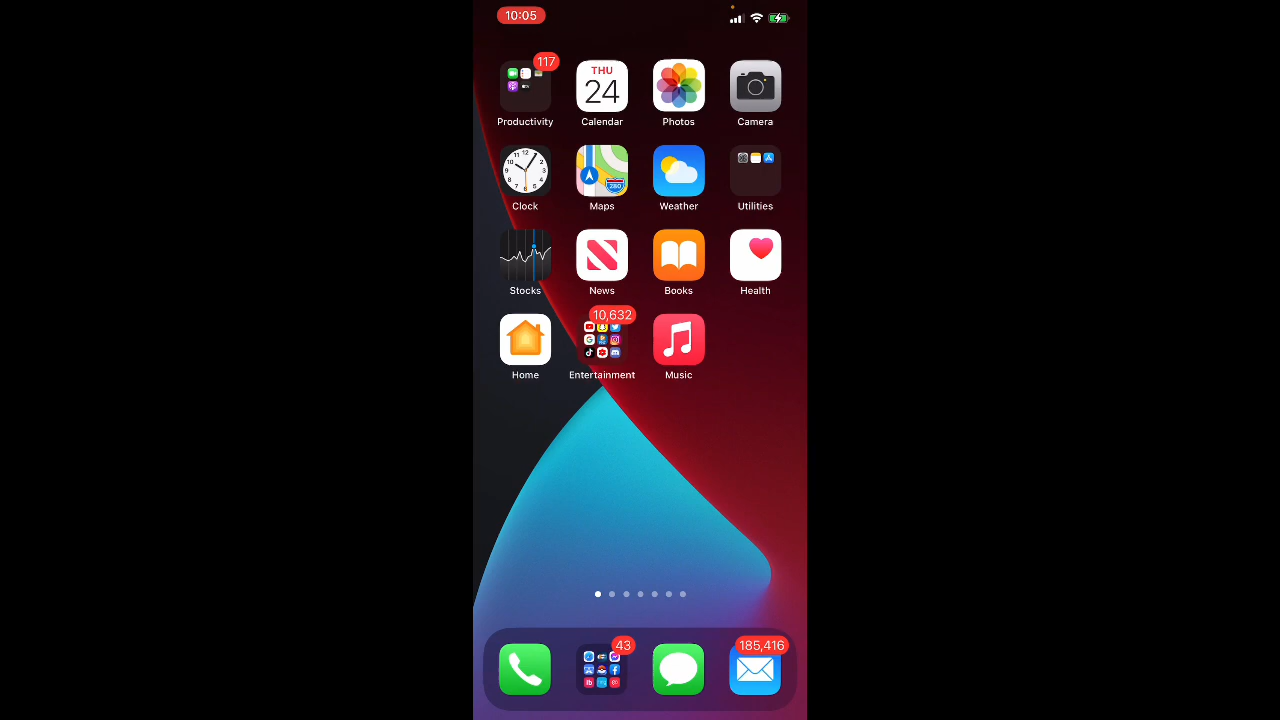 10:05
117
THU
24
Productivity
Calendar
Photos
Camera
Clock
Maps
Weather
Utilities
Stocks
News
Books
Health
10,632
Home
Entertainment
Music
43
185,416